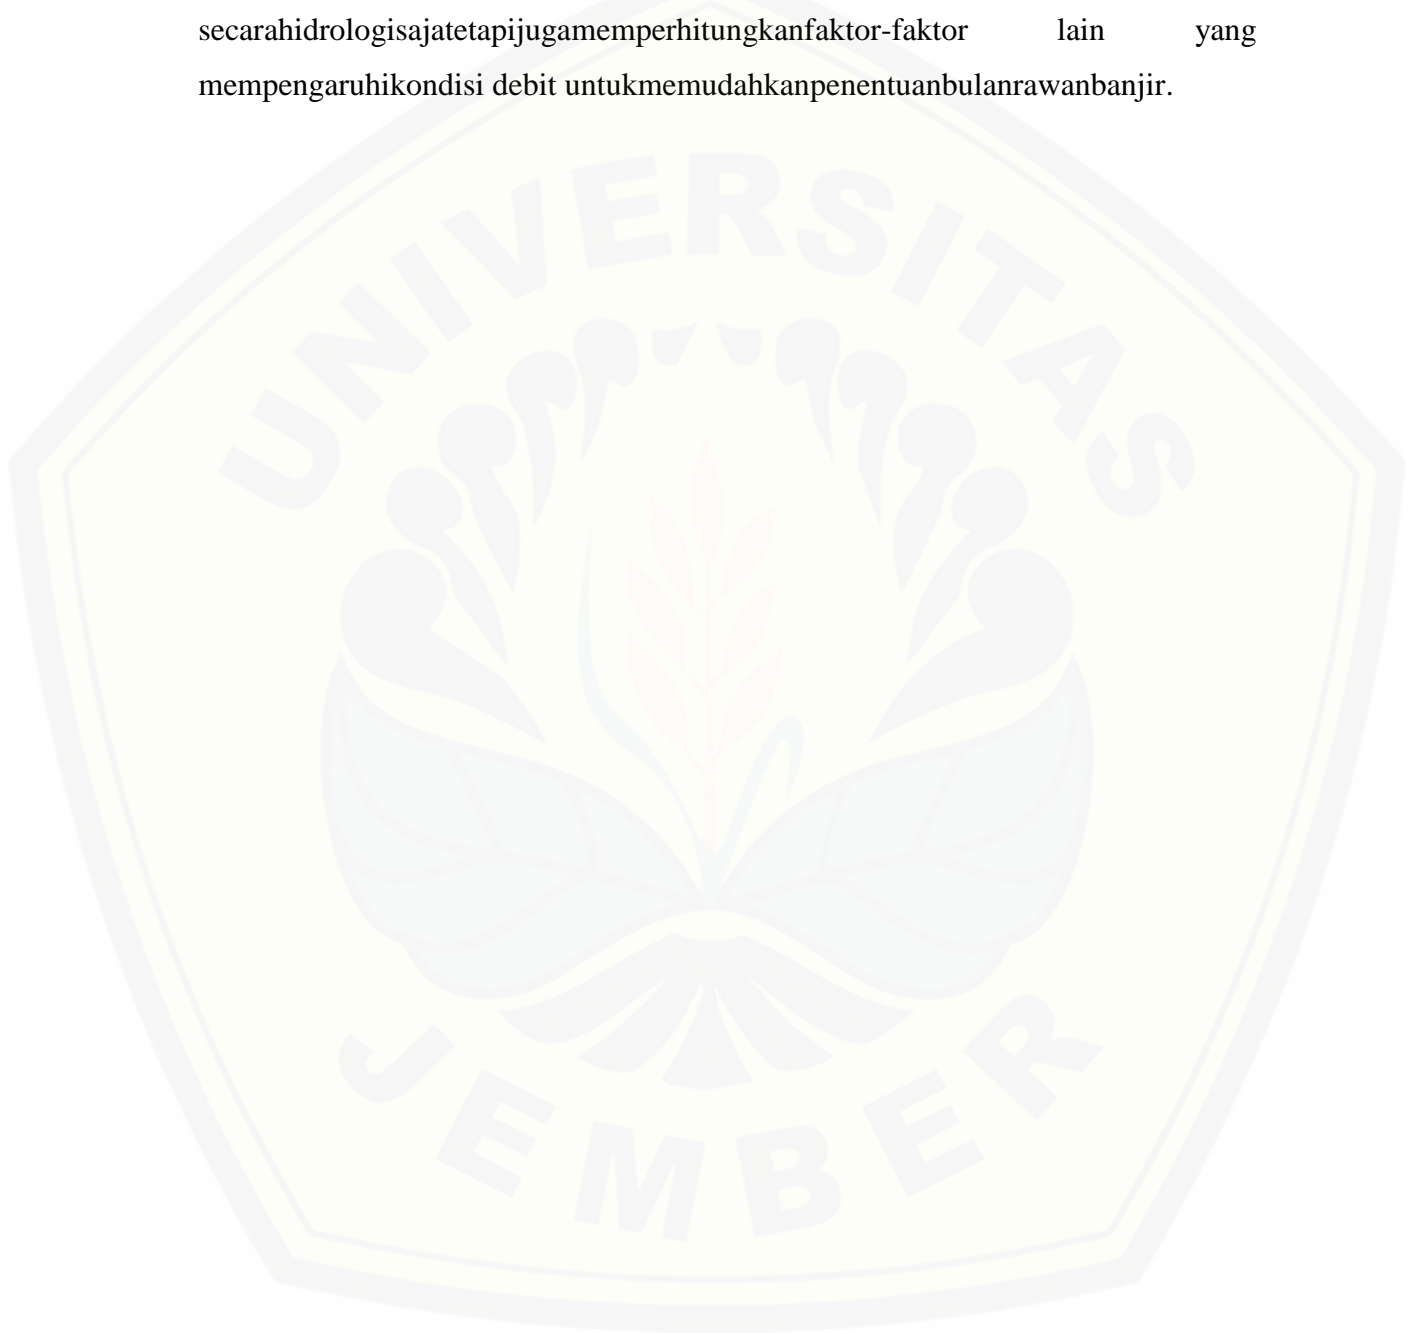 secarahidrologisajatetapijugamemperhitungkanfaktor-faktor lain yang
mempengaruhikondisi debit untukmemudahkanpenentuanbulanrawanbanjir.
UNIVERSITAS
JEMBER